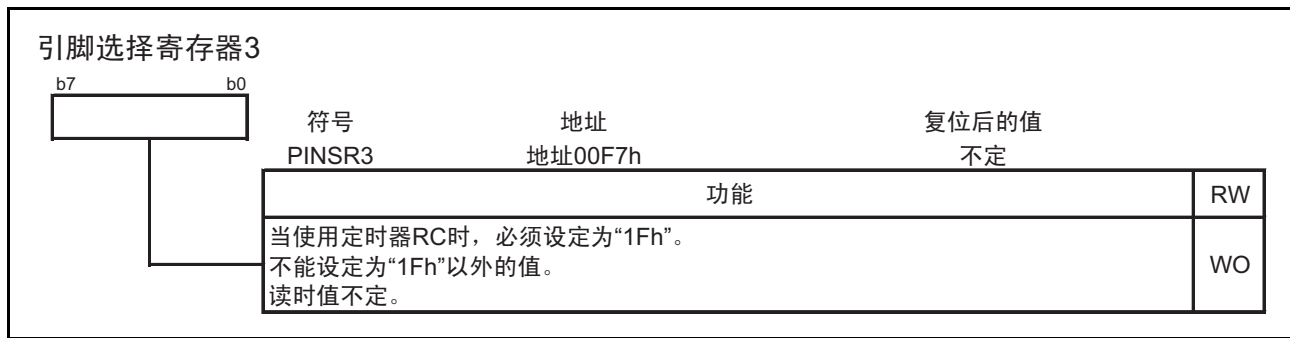 引脚选择寄存器3
b7 b0
符号 地址 复位后的值
PINSR3 地址00F7h 不定
功能 RW
当使用定时器RC时，必须设定为“1Fh”。
不能设定为“1Fh”以外的值。 WO
读时值不定。